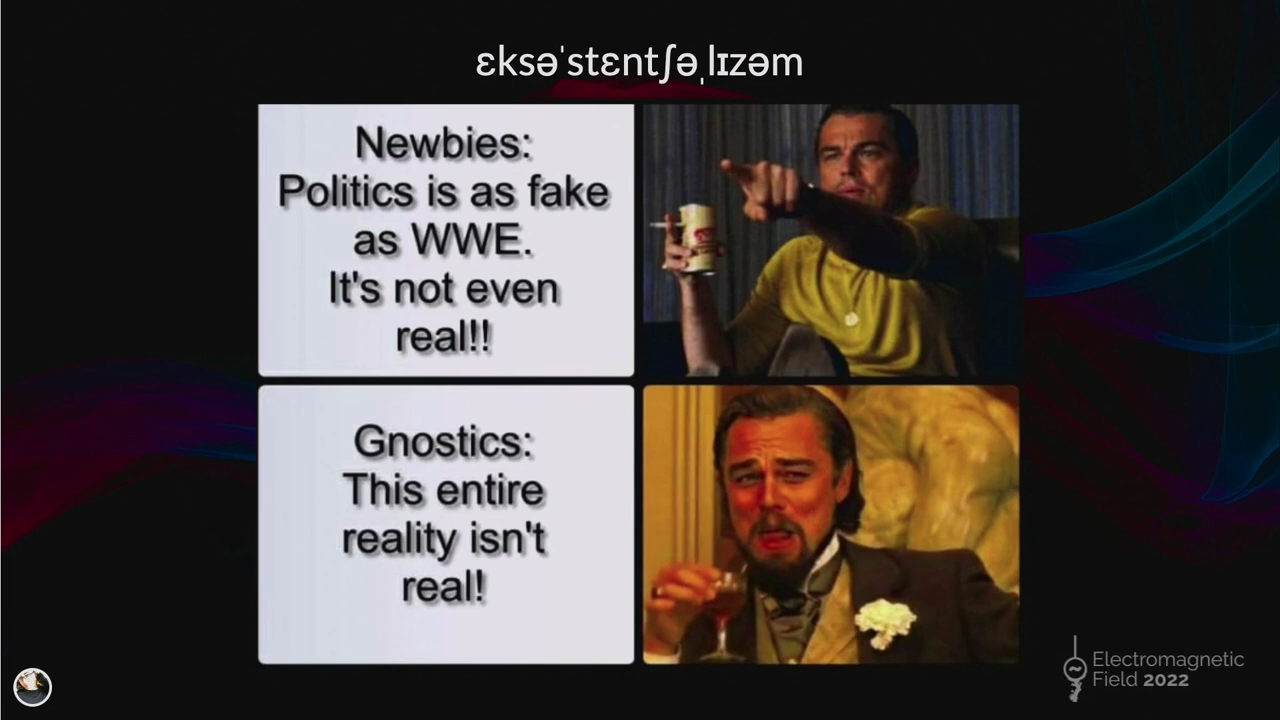 ɛksəˈstɛntʃəˌlɪzəm
Newbies:
Politics is as fake
as WWE.
It's not even
real!!
Gnostics:
This entire
reality isn't
real!
Electromagnetic
Field 2022